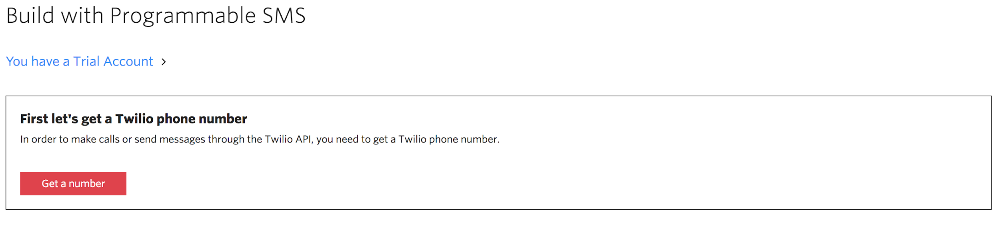 Build with Programmable SMS
You have a Trial Account >
First let's get a Twilio phone number
In order to make calls or send messages through the Twilio API, you need to get a Twilio phone number.
Get a number